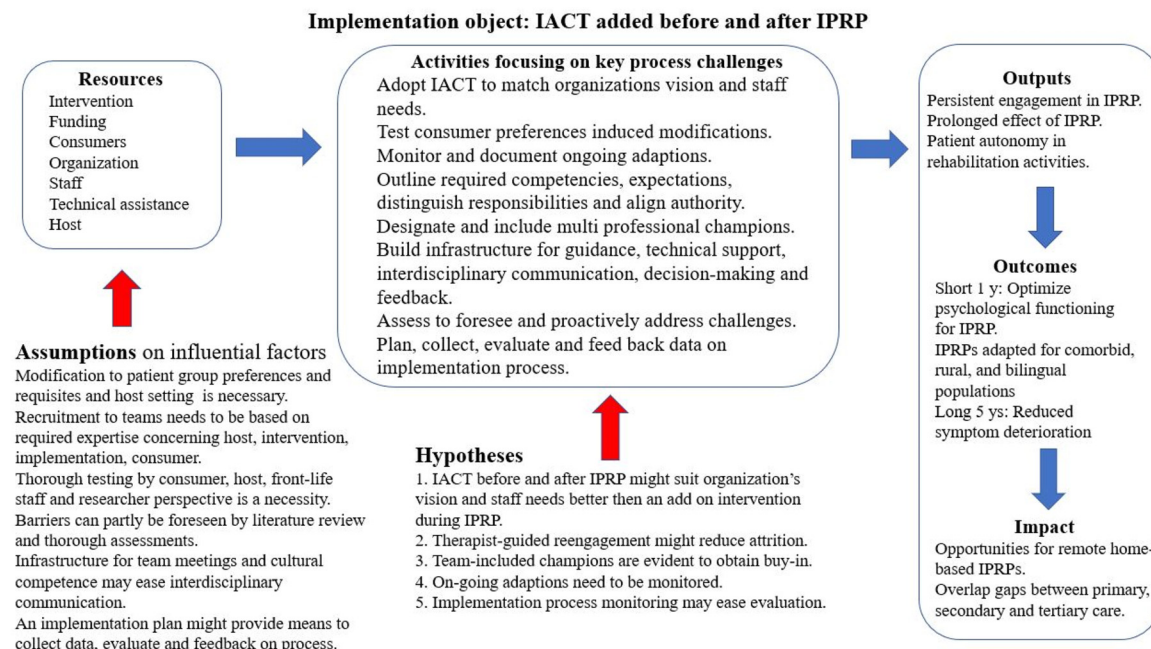 Implementation object: IACT added before and after IPRP
Resources
Intervention
Funding
Consumers
Organization
Staff
Technical assistance
Host
Assumptions on influential factors
Modification to patient group preferences and
requisites and host setting is necessary.
Recruitment to teams needs to be based on
required expertise concerning host, intervention,
implementation, consumer.
Thorough testing by consumer, host, front-life
staff and researcher perspective is a necessity.
Barriers can partly be foreseen by literature review
and thorough assessments.
Infrastructure for team meetings and cultural
competence may ease interdisciplinary
communication.
An implementation plan might provide means to
collect data, evaluate and feedback on process.
Activities focusing on key process challenges
Adopt IACT to match organizations vision and staff
needs.
Test consumer preferences induced modifications.
Monitor and document ongoing adaptions.
Outline required competencies, expectations,
distinguish responsibilities and align authority.
Designate and include multi professional champions.
Build infrastructure for guidance, technical support,
interdisciplinary communication, decision-making and
feedback.
Assess to foresee and proactively address challenges.
Plan, collect, evaluate and feed back data on
implementation process.
Hypotheses
1. IACT before and after IPRP might suit organization's
vision and staff needs better then an add on intervention
during IPRP.
2. Therapist-guided reengagement might reduce attrition.
3. Team-included champions are evident to obtain buy-in.
4. On-going adaptions need to be monitored.
5. Implementation process monitoring may ease evaluation.
Outputs
Persistent engagement in IPRP.
Prolonged effect of IPRP.
Patient autonomy in
rehabilitation activities.
Outcomes
Short 1 y: Optimize
psychological functioning
for IPRP.
IPRPs adapted for comorbid,
rural, and bilingual
populations
Long 5 ys: Reduced
symptom deterioration
Impact
Opportunities for remote home-
based IPRPs.
Overlap gaps between primary,
secondary and tertiary care.